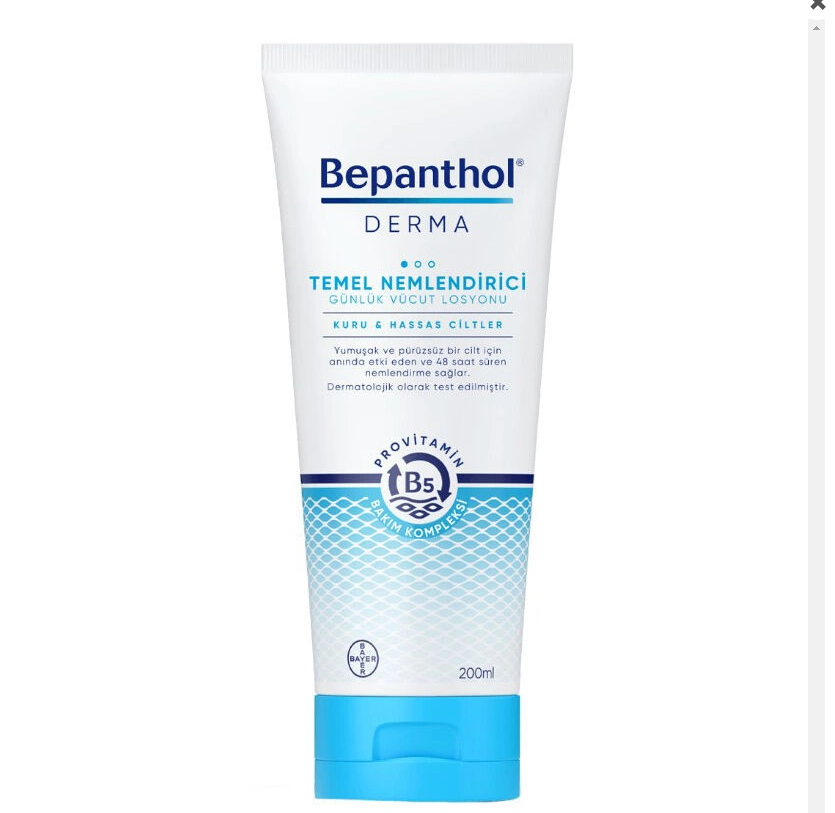 Bepanthol®
DERMA
TEMEL NEMLENDİRİCİ
GÜNLÜK VÜCUT LOSYONU
KURU & HASSAS CİLTLER
Yumuşak ve pürüzsüz bir cilt için
anında etki eden ve 48 saat süren
nemlendirme sağlar.
Dermatolojik olarak test edilmiştir.
PROVİTAMİN
B5
BAKIM KOMPLEKSİ
BAYER
BAYER
200ml